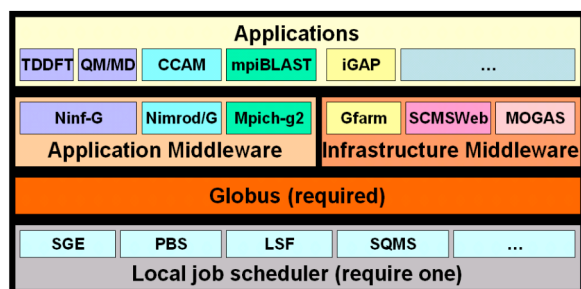 Applications
TDDFT QM/MD CCAM mpiBLAST iGAP ...
Ninf-G Nimrod/G Mpich-g2 Gfarm SCMSWeb MOGAS
Application Middleware Infrastructure Middleware
Globus (required)
SGE PBS LSF SQMS ...
Local job scheduler (require one)